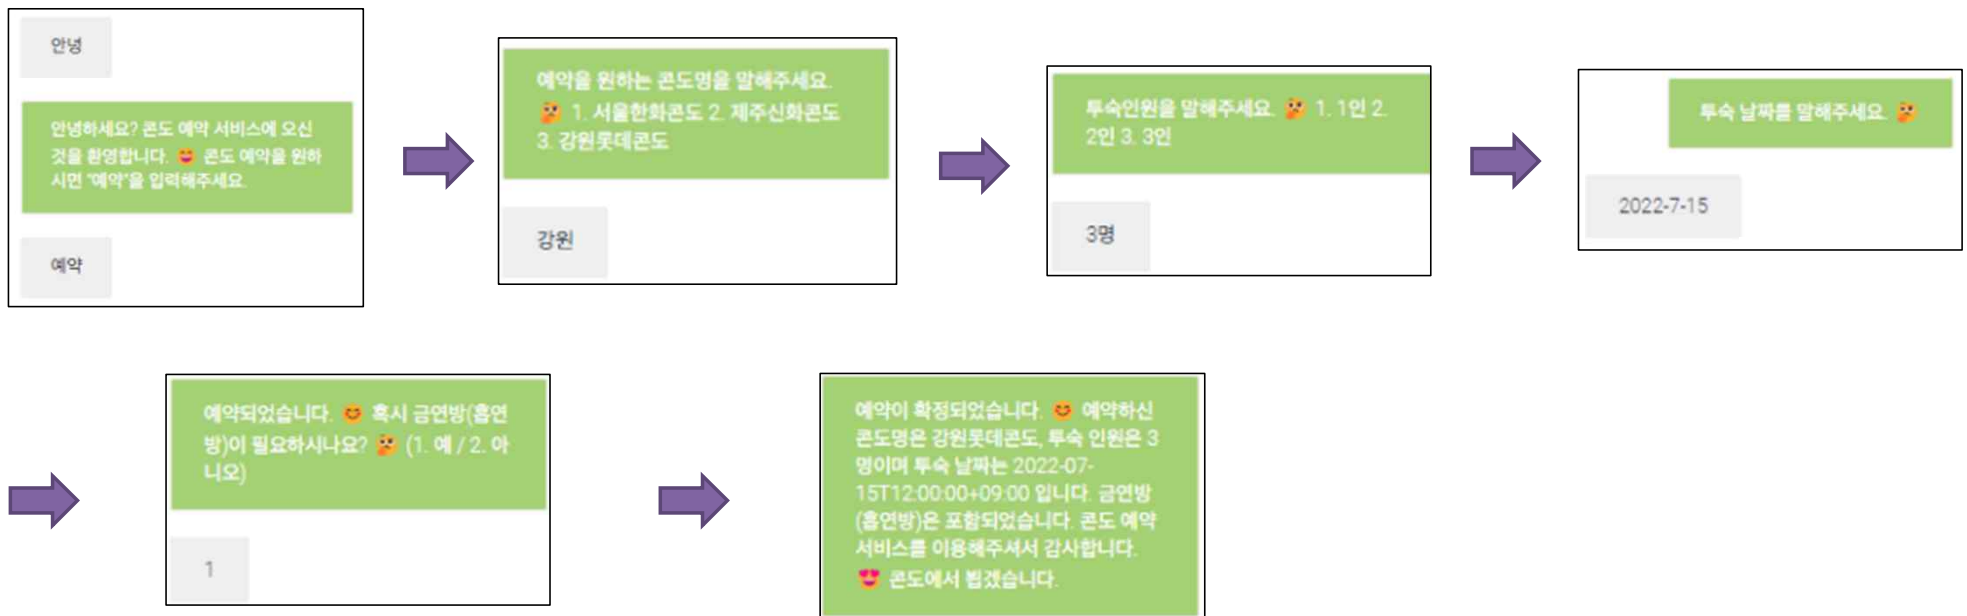 안녕
안녕하세요? 콘도 예약 서비스에 오신
것을 환영합니다. 😍 콘도 예약을 원하
시면 "예약"을 입력해주세요.
예약
예약을 원하는 콘도명을 말해주세요.
🤔 1. 서울한화콘도 2. 제주신화콘도
3. 강원롯데콘도
강원
투숙인원을 말해주세요. 🤔 1. 1인 2.
2인 3. 3인
3명
투숙 날짜를 말해주세요. 🤔
2022-7-15
예약되었습니다. 😊 혹시 금연방(흡연
방)이 필요하시나요? 🤔 (1. 예 / 2. 아
니오)
1
예약이 확정되었습니다. 😊 예약하신
콘도명은 강원롯데콘도, 투숙 인원은 3
명이며 투숙 날짜는 2022-07-
15T12:00:00+09:00 입니다. 금연방
(흡연방)은 포함되었습니다. 콘도 예약
서비스를 이용해주셔서 감사합니다.
😍 콘도에서 뵙겠습니다.